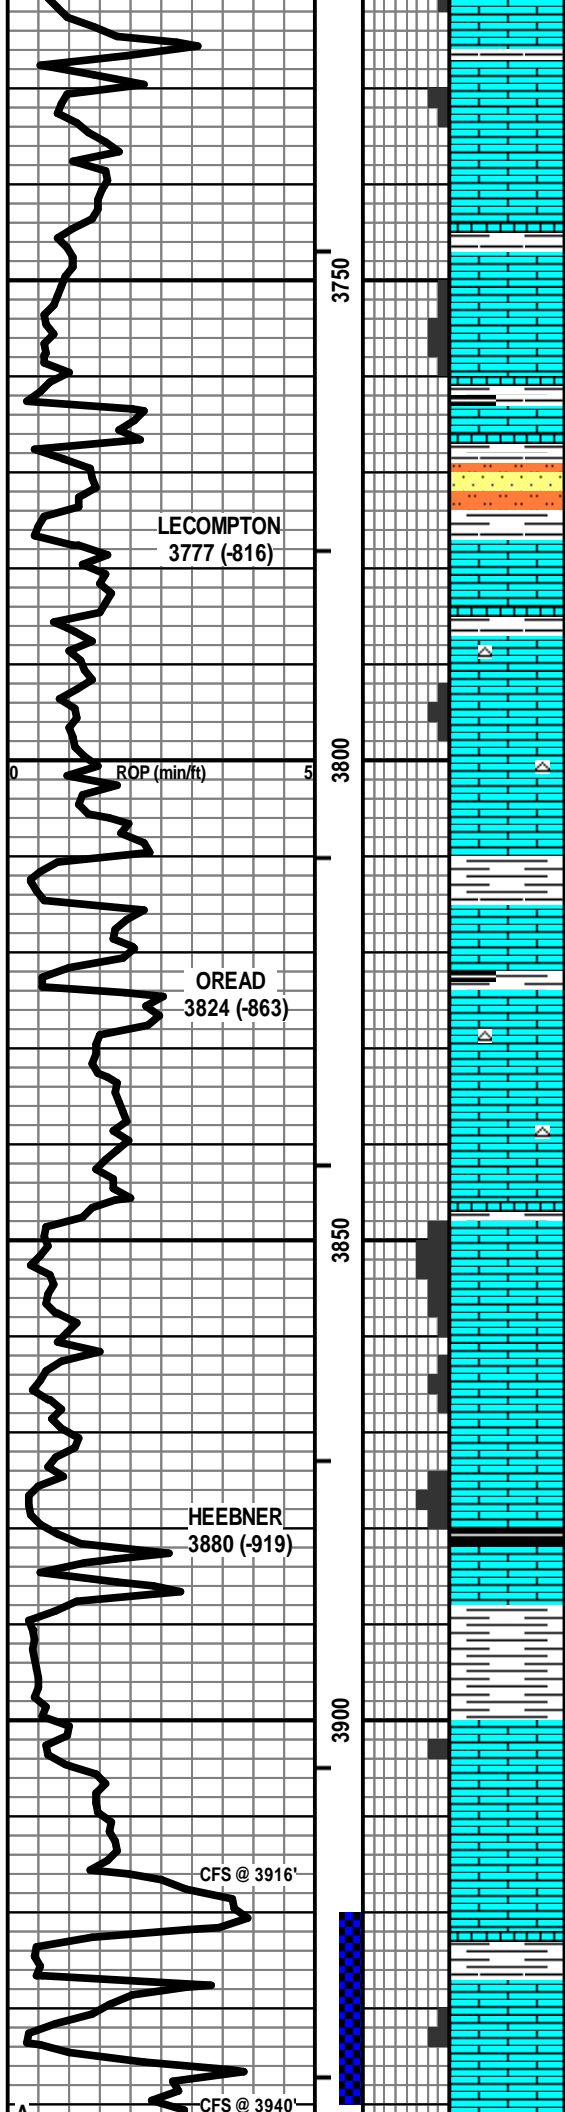 3750
LECOMPTON
3777 (-816)
0 ROP (min/ft) 5
3800
OREAD
3824 (-863)
3850
HEEBNER
3880 (-919)
3900
CFS @ 3916'
CFS @ 3940'